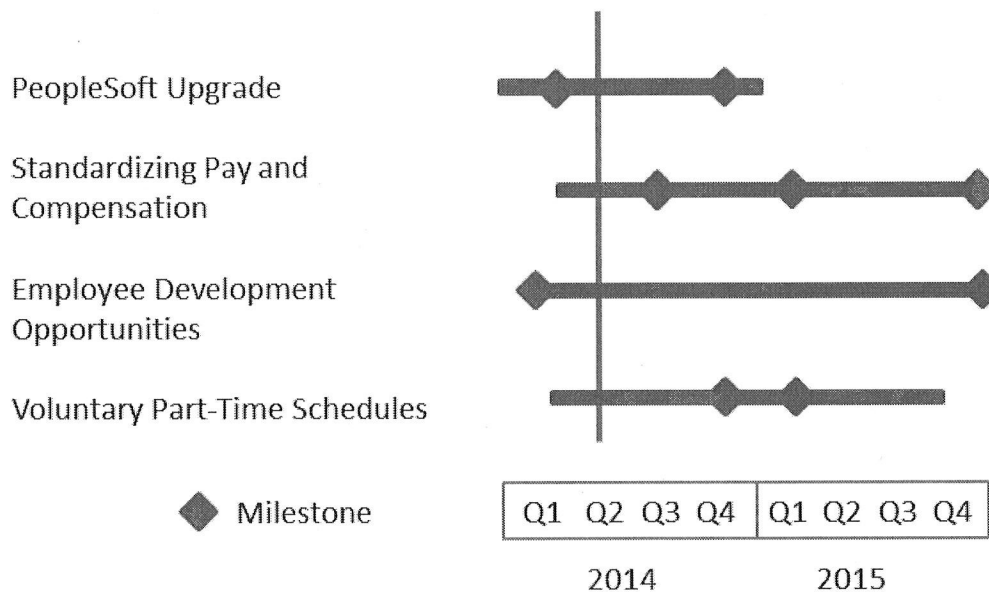 PeopleSoft Upgrade
Standardizing Pay and
Compensation
Employee Development
Opportunities
Voluntary Part-Time Schedules
Milestone
Q1 Q2 Q3 Q4 Q1 Q2 Q3 Q4
2014 2015